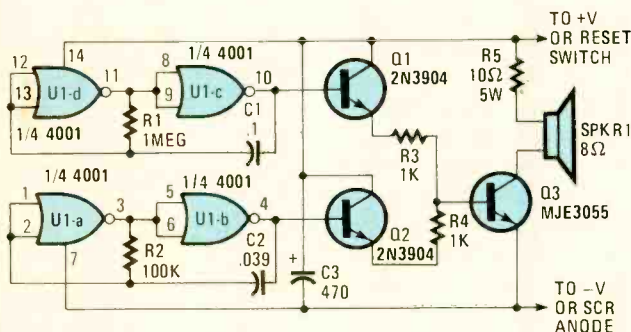 TO +V
OR RESET
SWITCH
1/4 4001
12
13
14
U1-d
11
1/4 4001
8
9
U1-c
10
C1
.1
R1
1MEG
Q1
2N3904
R5
10Ω
5W
SPKR1
8Ω
R3
1K
1/4 4001
1
2
U1-a
3
7
1/4 4001
5
6
U1-b
4
C2
.039
R2
100K
C3
470
+
Q2
2N3904
R4
1K
Q3
MJE3055
TO −V
OR SCR
ANODE